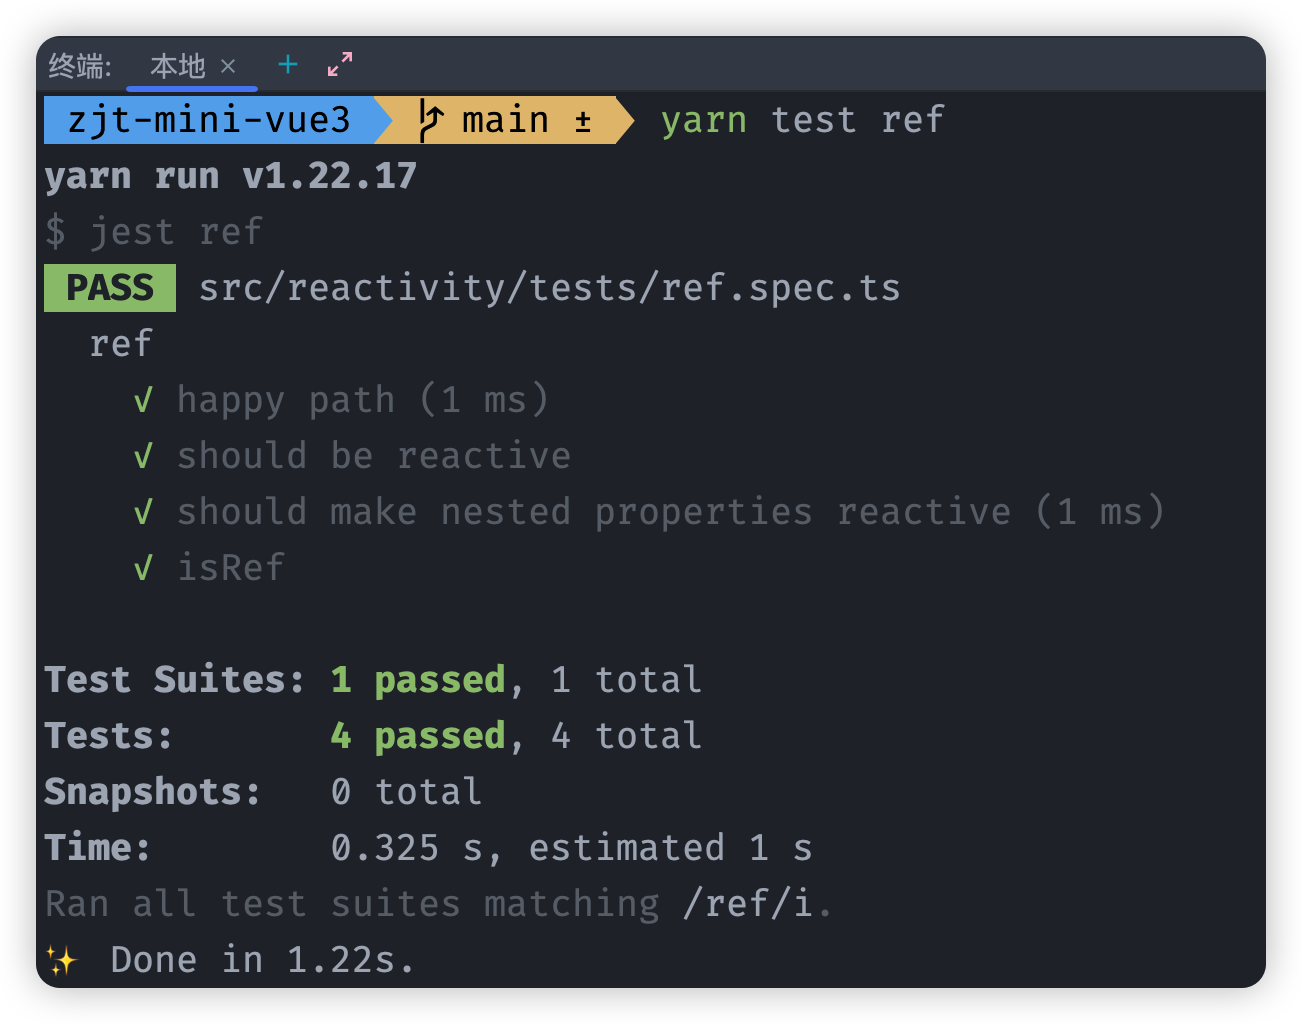 终端: 本地 × +
zjt-mini-vue3 main ± yarn test ref
yarn run v1.22.17
$ jest ref
PASS src/reactivity/tests/ref.spec.ts
ref
√ happy path (1 ms)
√ should be reactive
√ should make nested properties reactive (1 ms)
√ isRef
Test Suites: 1 passed, 1 total
Tests: 4 passed, 4 total
Snapshots: 0 total
Time: 0.325 s, estimated 1 s
Ran all test suites matching /ref/i.
✨ Done in 1.22s.